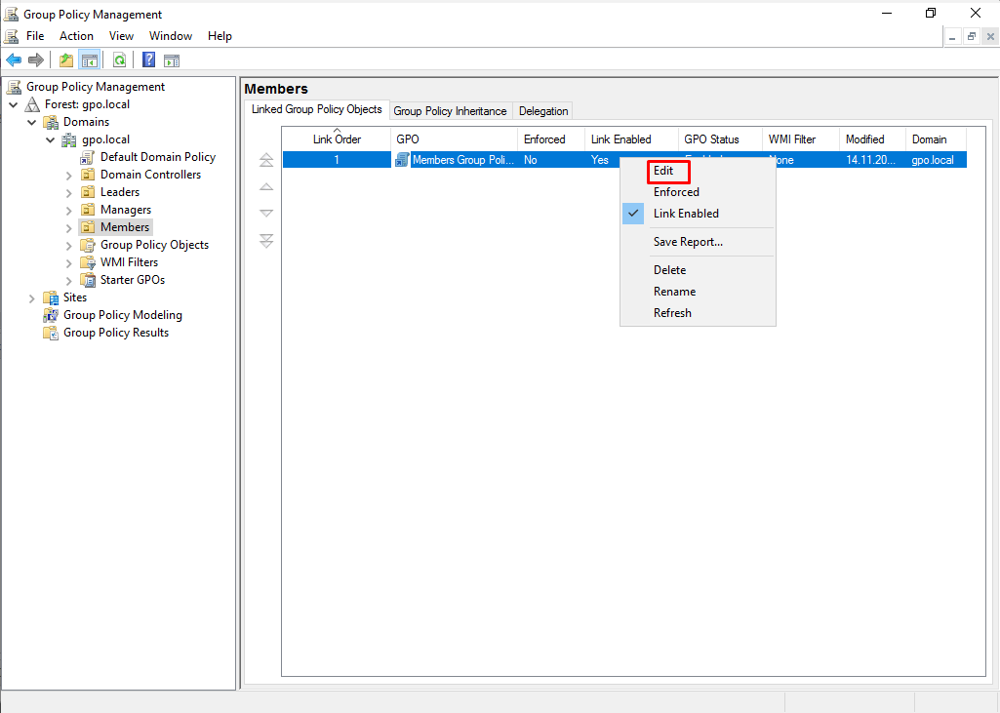 Group Policy Management
File Action View Window Help
Group Policy Management
Forest: gpo.local
Domains
gpo.local
Default Domain Policy
Domain Controllers
Leaders
Managers
Members
Group Policy Objects
WMI Filters
Starter GPOs
Sites
Group Policy Modeling
Group Policy Results
Members
Linked Group Policy Objects Group Policy Inheritance Delegation
Link Order GPO Enforced Link Enabled GPO Status WMI Filter Modified Domain
1 Members Group Poli... No Yes None 14.11.20... gpo.local
Edit
Enforced
Link Enabled
Save Report...
Delete
Rename
Refresh